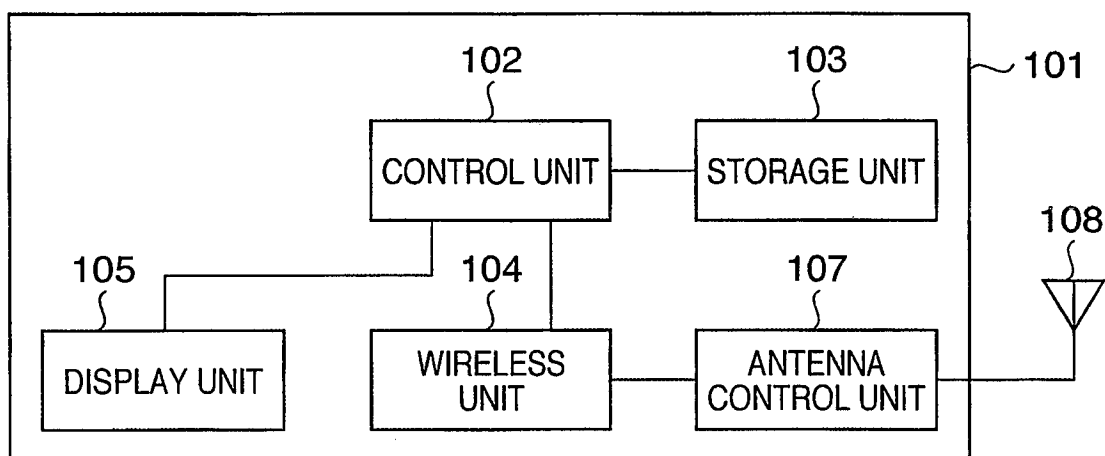 102
103
101
CONTROL UNIT
STORAGE UNIT
108
105
104
107
DISPLAY UNIT
WIRELESS
UNIT
ANTENNA
CONTROL UNIT